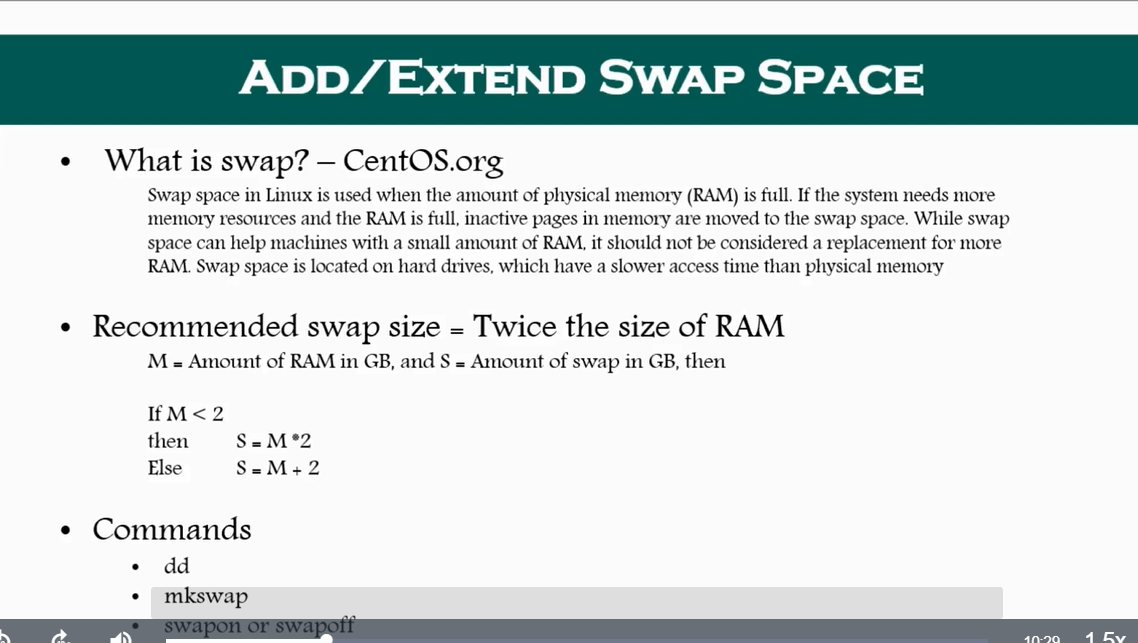 ADD/EXTEND SWAP SPACE
• What is swap? – CentOS.org
Swap space in Linux is used when the amount of physical memory (RAM) is full. If the system needs more
memory resources and the RAM is full, inactive pages in memory are moved to the swap space. While swap
space can help machines with a small amount of RAM, it should not be considered a replacement for more
RAM. Swap space is located on hard drives, which have a slower access time than physical memory
• Recommended swap size = Twice the size of RAM
M = Amount of RAM in GB, and S = Amount of swap in GB, then
If M < 2
then S = M *2
Else S = M + 2
• Commands
• dd
• mkswap
• swapon or swapoff
10:29 1.5x